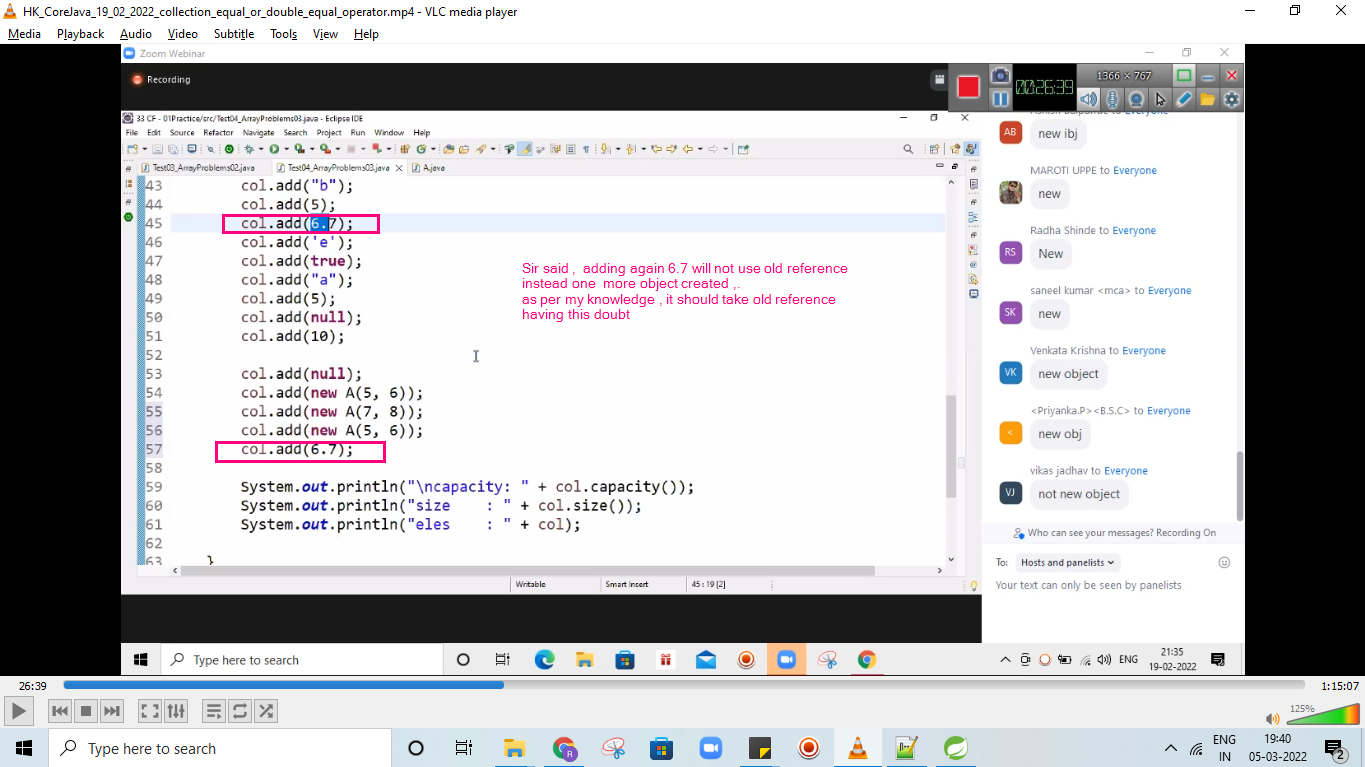 HK_CoreJava_19_02_2022_collection_equal_or_double_equal_operator.mp4 - VLC media player
Media Playback Audio Video Subtitle Tools View Help
Zoom Webinar
Recording
1366 × 767
00:26:39
33 CF - 01Practice/src/Test04_ArrayProblems03.java - Eclipse IDE
File Edit Source Refactor Navigate Search Project Run Window Help
Test03_ArrayProblems02.java Test04_ArrayProblems03.java A.java
43 col.add("b");
44 col.add(5);
45 col.add(6.7);
46 col.add('e');
47 col.add(true);
48 col.add("a");
49 col.add(5);
50 col.add(null);
51 col.add(10);
52
53 col.add(null);
54 col.add(new A(5, 6));
55 col.add(new A(7, 8));
56 col.add(new A(5, 6));
57 col.add(6.7);
58
59 System.out.println("\ncapacity: " + col.capacity());
60 System.out.println("size    : " + col.size());
61 System.out.println("eles    : " + col);
62
63 }
Sir said , adding again 6.7 will not use old reference
instead one more object created ,.
as per my knowledge , it should take old reference
having this doubt
Writable Smart Insert 45 : 19 [2]
Everyone
AB new ibj
MAROTI UPPE to Everyone
new
Radha Shinde to Everyone
RS New
saneel kumar <mca> to Everyone
SK new
Venkata Krishna to Everyone
VK new object
<Priyanka.P><B.S.C> to Everyone
< new obj
vikas jadhav to Everyone
VJ not new object
Who can see your messages? Recording On
To: Hosts and panelists
Your text can only be seen by panelists
Type here to search
ENG
21:35
19-02-2022
26:39 1:15:07
125%
Type here to search
R
ENG
IN
19:40
05-03-2022
2